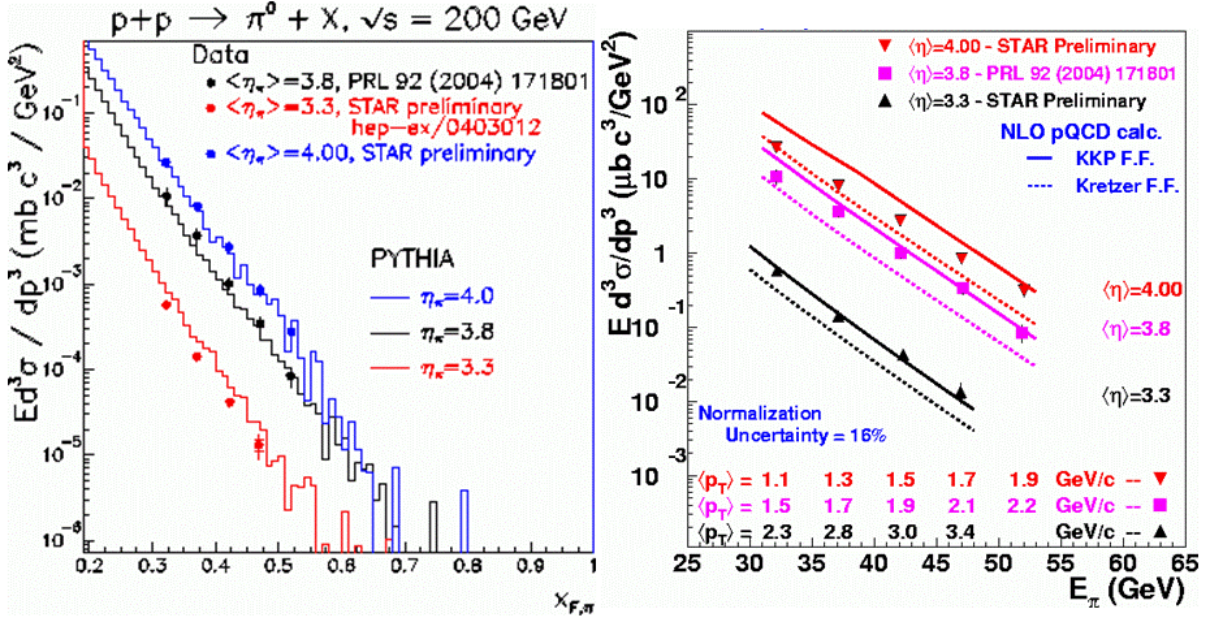 p+p → π⁰ + X, √s = 200 GeV
Ed³σ / dp³ (mb c³ / GeV²)
Data
<η_π>=3.8, PRL 92 (2004) 171801
<η_π>=3.3, STAR preliminary
hep-ex/0403012
<η_π>=4.00, STAR preliminary
PYTHIA
η_π=4.0
η_π=3.8
η_π=3.3
10⁻¹
10⁻²
10⁻³
10⁻⁴
10⁻⁵
10⁻⁶
0.2 0.3 0.4 0.5 0.6 0.7 0.8 0.9 1
x_F,π
E d³σ/dp³ (μb c³/GeV²)
⟨η⟩=4.00 - STAR Preliminary
⟨η⟩=3.8 - PRL 92 (2004) 171801
⟨η⟩=3.3 - STAR Preliminary
NLO pQCD calc.
KKP F.F.
Kretzer F.F.
⟨η⟩=4.00
⟨η⟩=3.8
⟨η⟩=3.3
Normalization
Uncertainty = 16%
⟨p_T⟩ = 1.1 1.3 1.5 1.7 1.9 GeV/c --
⟨p_T⟩ = 1.5 1.7 1.9 2.1 2.2 GeV/c --
⟨p_T⟩ = 2.3 2.8 3.0 3.4 GeV/c --
10²
10
1
10⁻¹
10⁻²
10⁻³
25 30 35 40 45 50 55 60 65
E_π (GeV)